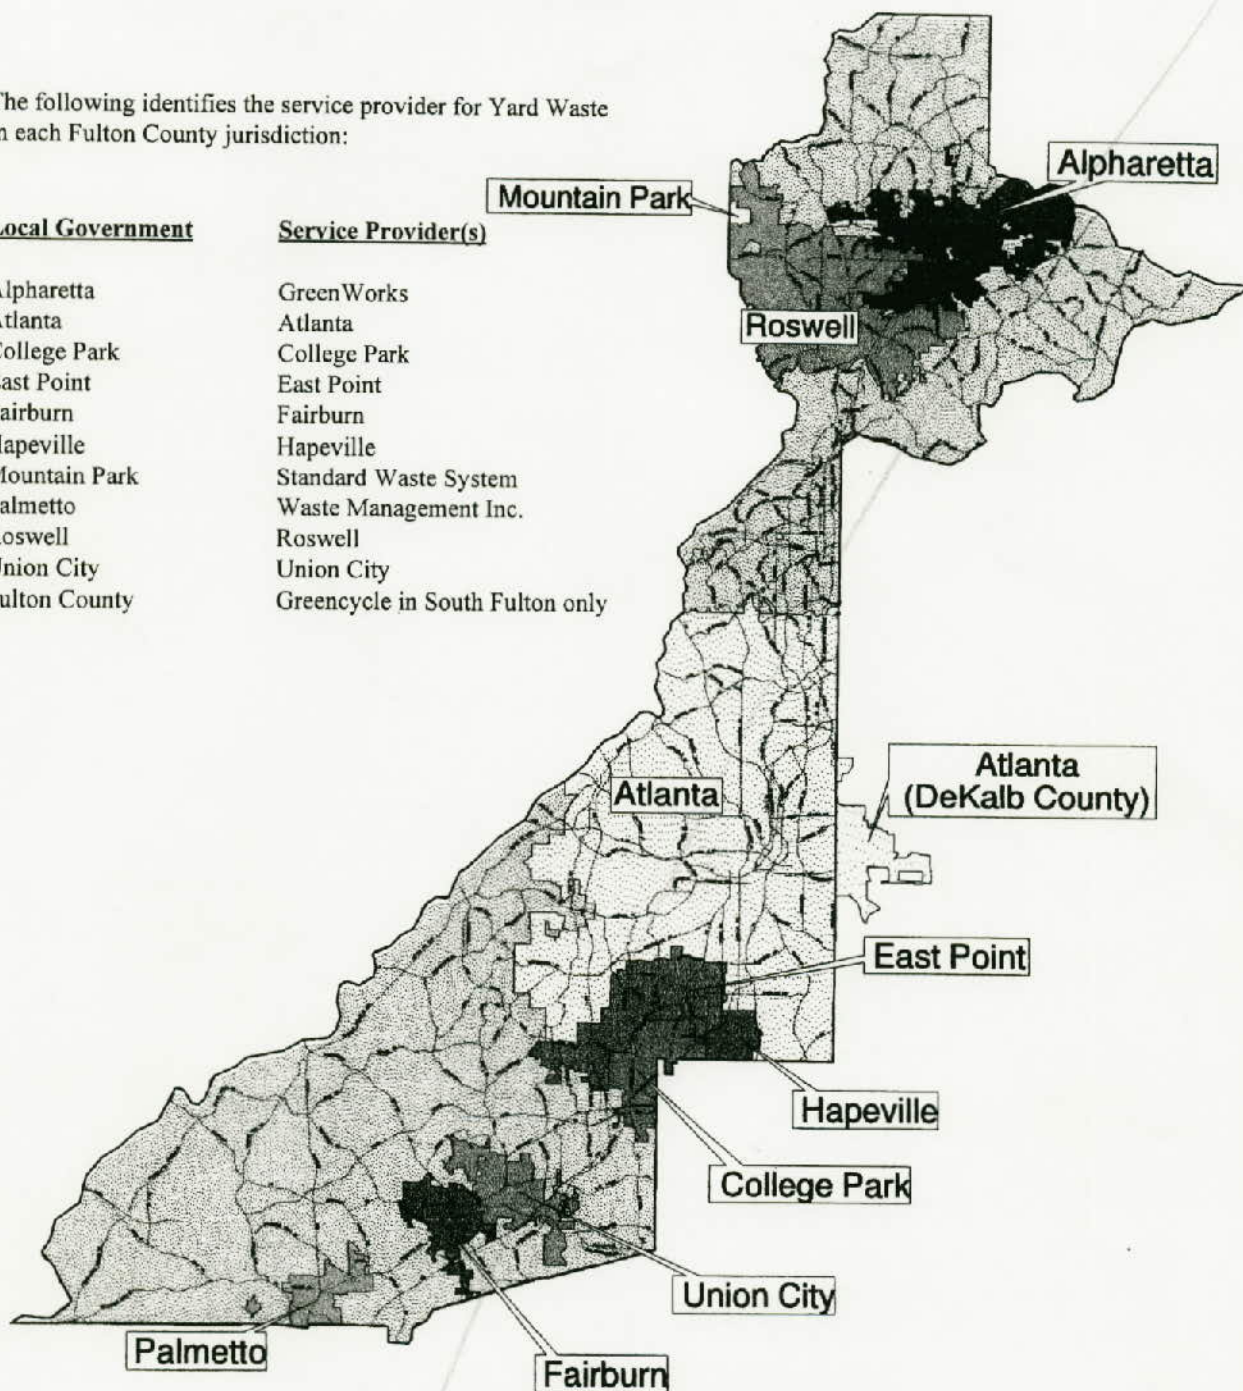 The following identifies the service provider for Yard Waste
in each Fulton County jurisdiction:
Local Government Service Provider(s)
Alpharetta GreenWorks
Atlanta Atlanta
College Park College Park
East Point East Point
Fairburn Fairburn
Hapeville Hapeville
Mountain Park Standard Waste System
Palmetto Waste Management Inc.
Roswell Roswell
Union City Union City
Fulton County Greencycle in South Fulton only
Alpharetta
Mountain Park
Roswell
Atlanta
(DeKalb County)
Atlanta
East Point
Hapeville
College Park
Union City
Palmetto
Fairburn